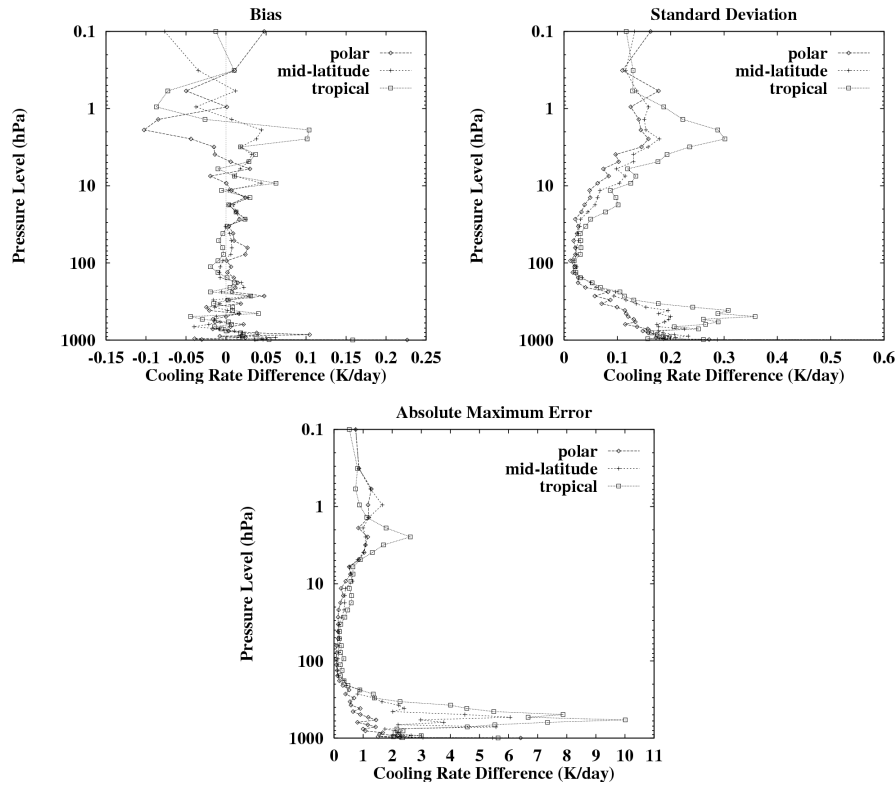 Bias
0.1
1
10
100
1000
-0.15 -0.1 -0.05 0 0.05 0.1 0.15 0.2 0.25
Pressure Level (hPa)
Cooling Rate Difference (K/day)
polar
mid-latitude
tropical
Standard Deviation
0.1
1
10
100
1000
0 0.1 0.2 0.3 0.4 0.5 0.6
Pressure Level (hPa)
Cooling Rate Difference (K/day)
polar
mid-latitude
tropical
Absolute Maximum Error
0.1
1
10
100
1000
0 1 2 3 4 5 6 7 8 9 10 11
Pressure Level (hPa)
Cooling Rate Difference (K/day)
polar
mid-latitude
tropical